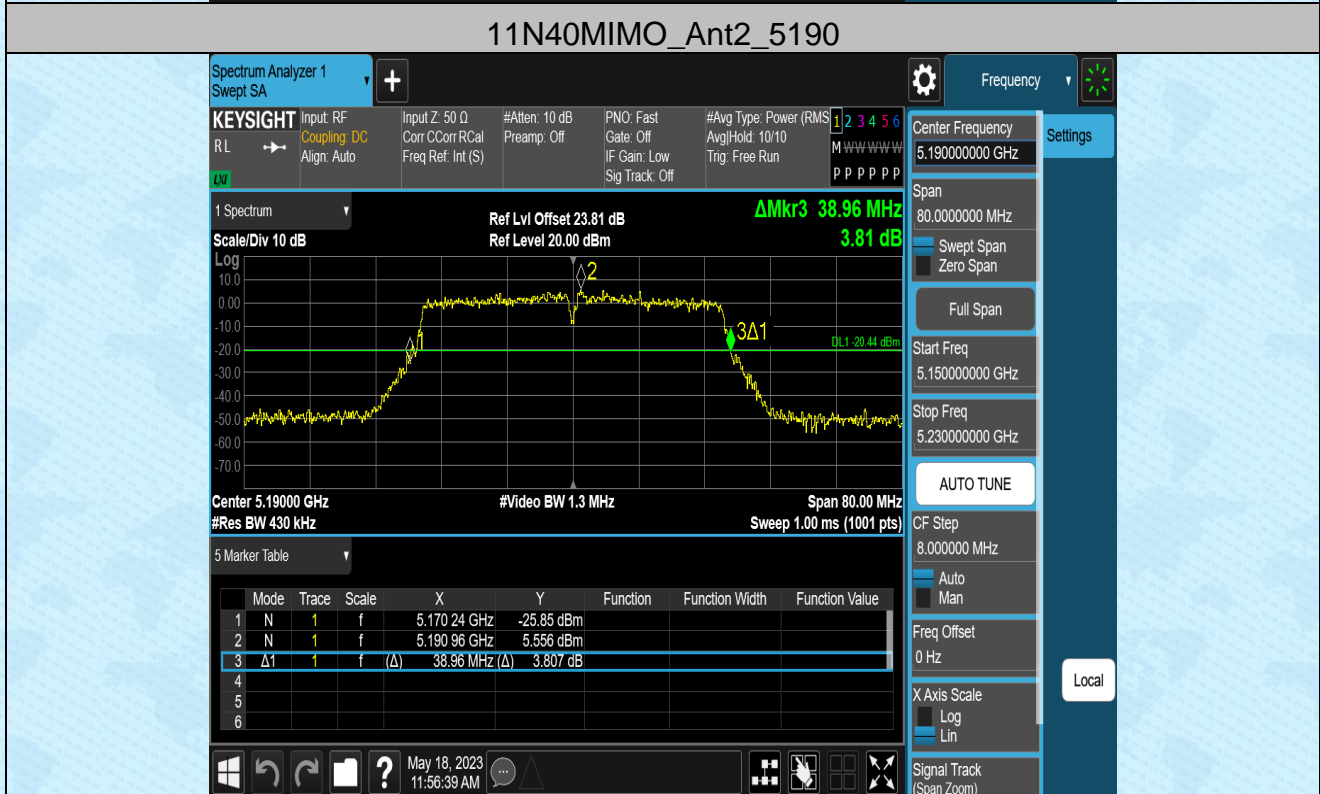 11N40MIMO_Ant2_5190
Spectrum Analyzer 1
Swept SA
+
Frequency
KEYSIGHT
RL
LXI
Input: RF
Coupling: DC
Align: Auto
Input Z: 50 Ω
Corr CCorr RCal
Freq Ref: Int (S)
#Atten: 10 dB
Preamp: Off
PNO: Fast
Gate: Off
IF Gain: Low
Sig Track: Off
#Avg Type: Power (RMS
Avg|Hold: 10/10
Trig: Free Run
1 2 3 4 5 6
M W W W W W
P P P P P P
Center Frequency
5.190000000 GHz
Settings
Span
80.0000000 MHz
Swept Span
Zero Span
Full Span
Start Freq
5.150000000 GHz
Stop Freq
5.230000000 GHz
AUTO TUNE
CF Step
8.000000 MHz
Auto
Man
Freq Offset
0 Hz
X Axis Scale
Log
Lin
Signal Track
(Span Zoom)
Local
1 Spectrum
Scale/Div 10 dB
Ref Lvl Offset 23.81 dB
Ref Level 20.00 dBm
ΔMkr3 38.96 MHz
3.81 dB
Log
10.0
0.00
-10.0
-20.0
-30.0
-40.0
-50.0
-60.0
-70.0
2
3Δ1
DL1 -20.44 dBm
Center 5.19000 GHz
#Res BW 430 kHz
#Video BW 1.3 MHz
Span 80.00 MHz
Sweep 1.00 ms (1001 pts)
5 Marker Table
Mode Trace Scale X Y Function Function Width Function Value
1 N 1 f 5.170 24 GHz -25.85 dBm
2 N 1 f 5.190 96 GHz 5.556 dBm
3 Δ1 1 f (Δ) 38.96 MHz (Δ) 3.807 dB
4
5
6
?
May 18, 2023
11:56:39 AM